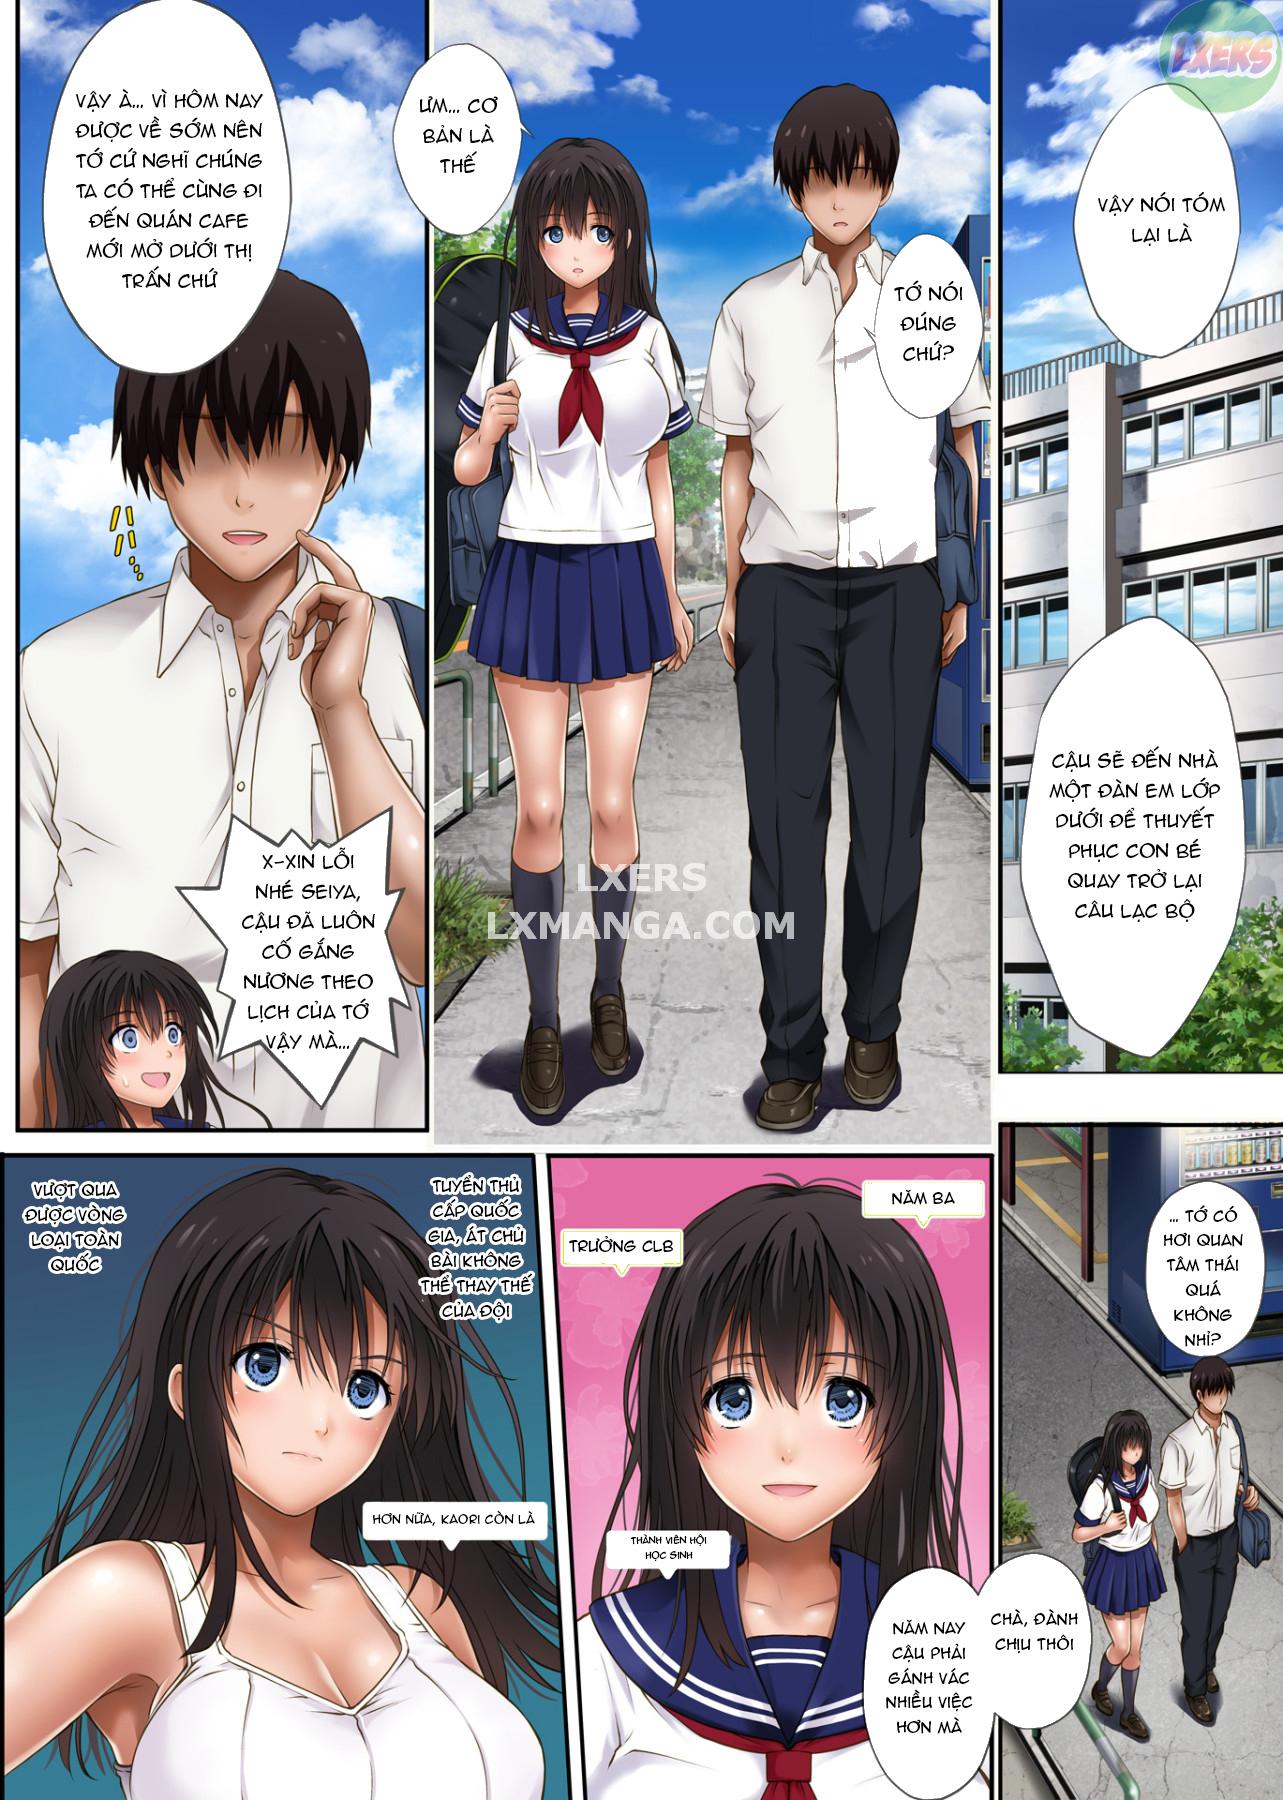 LXERS
VẬY NÓI TÓM
LẠI LÀ
CẬU SẼ ĐẾN NHÀ
MỘT ĐÀN EM LỚP
DƯỚI ĐỂ THUYẾT
PHỤC CON BÉ
QUAY TRỞ LẠI
CÂU LẠC BỘ
TỚ NÓI
ĐÚNG
CHỨ?
ƯM... CƠ
BẢN LÀ
THẾ
VẬY À... VÌ HÔM NAY
ĐƯỢC VỀ SỚM NÊN
TỚ CỨ NGHĨ CHÚNG
TA CÓ THỂ CÙNG ĐI
ĐẾN QUÁN CAFE
MỚI MỞ DƯỚI THỊ
TRẤN CHỨ
X-XIN LỖI
NHÉ SEIYA,
CẬU ĐÃ LUÔN
CỐ GẮNG
NƯƠNG THEO
LỊCH CỦA TỚ
VẬY MÀ...
LXERS
LXMANGA.COM
... TỚ CÓ
HƠI QUAN
TÂM THÁI
QUÁ
KHÔNG
NHỈ?
CHÀ, ĐÀNH
CHỊU THÔI
NĂM NAY
CẬU PHẢI
GÁNH VÁC
NHIỀU VIỆC
HƠN MÀ
NĂM BA
TRƯỞNG CLB
THÀNH VIÊN HỘI
HỌC SINH
HƠN NỮA, KAORI CÒN LÀ
TUYỂN THỦ
CẤP QUỐC
GIA, ÁT CHỦ
BÀI KHÔNG
THỂ THAY THẾ
CỦA ĐỘI
VƯỢT QUA
ĐƯỢC VÒNG
LOẠI TOÀN
QUỐC